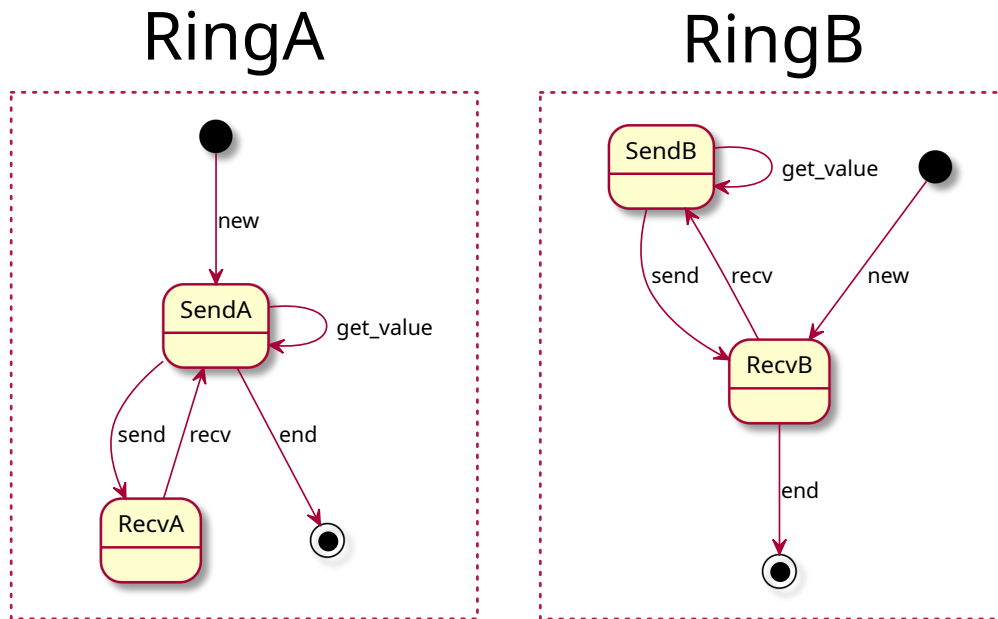 RingA
new
SendA
get_value
send
recv
end
RecvA
RingB
SendB
get_value
send
recv
new
RecvB
end